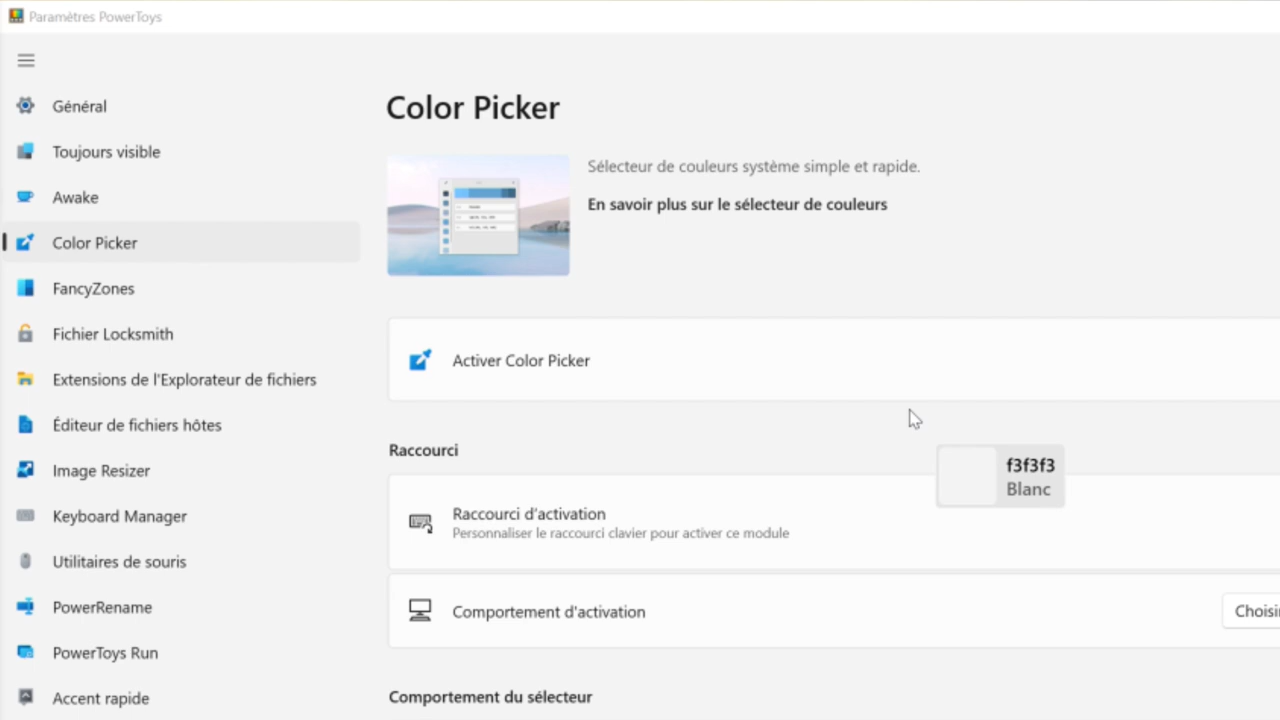 Paramètres PowerToys
Général
Toujours visible
Awake
Color Picker
FancyZones
Fichier Locksmith
Extensions de l'Explorateur de fichiers
Éditeur de fichiers hôtes
Image Resizer
Keyboard Manager
Utilitaires de souris
PowerRename
PowerToys Run
Accent rapide
Color Picker
Sélecteur de couleurs système simple et rapide.
En savoir plus sur le sélecteur de couleurs
Activer Color Picker
Raccourci
f3f3f3
Blanc
Raccourci d'activation
Personnaliser le raccourci clavier pour activer ce module
Comportement d'activation
Comportement du sélecteur